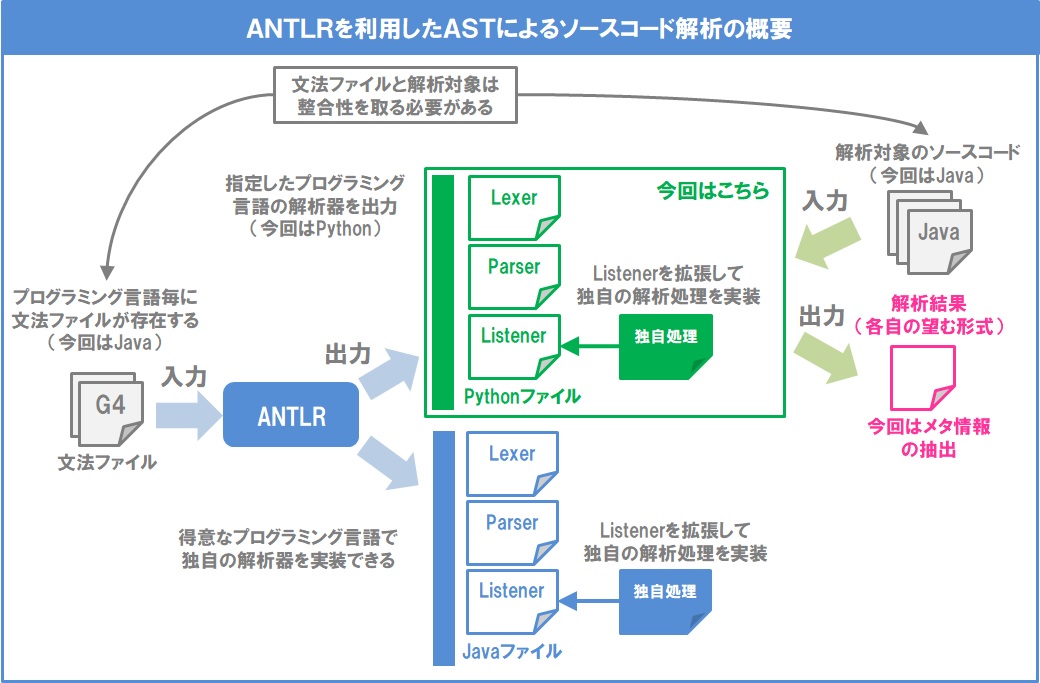 ANTLRを利用したASTによるソースコード解析の概要
文法ファイルと解析対象は
整合性を取る必要がある
解析対象のソースコード
（今回はJava）
Java
入力
指定したプログラミング
言語の解析器を出力
（今回はPython）
今回はこちら
Lexer
Parser
Listener
Listenerを拡張して
独自の解析処理を実装
独自処理
Pythonファイル
出力
解析結果
（各自の望む形式）
今回はメタ情報
の抽出
プログラミング言語毎に
文法ファイルが存在する
（今回はJava）
G4
文法ファイル
入力
ANTLR
出力
得意なプログラミング言語で
独自の解析器を実装できる
Lexer
Parser
Listener
Listenerを拡張して
独自の解析処理を実装
独自処理
Javaファイル